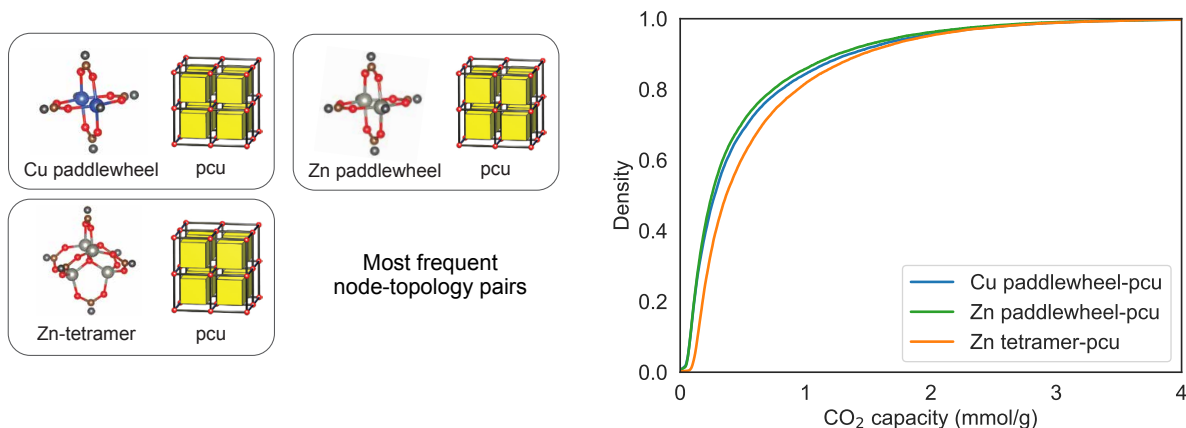 Cu paddlewheel
pcu
Zn paddlewheel
pcu
Zn-tetramer
pcu
Most frequent
node-topology pairs
Density
1.0
0.8
0.6
0.4
0.2
0.0
Cu paddlewheel-pcu
Zn paddlewheel-pcu
Zn tetramer-pcu
0
1
2
3
4
CO₂ capacity (mmol/g)